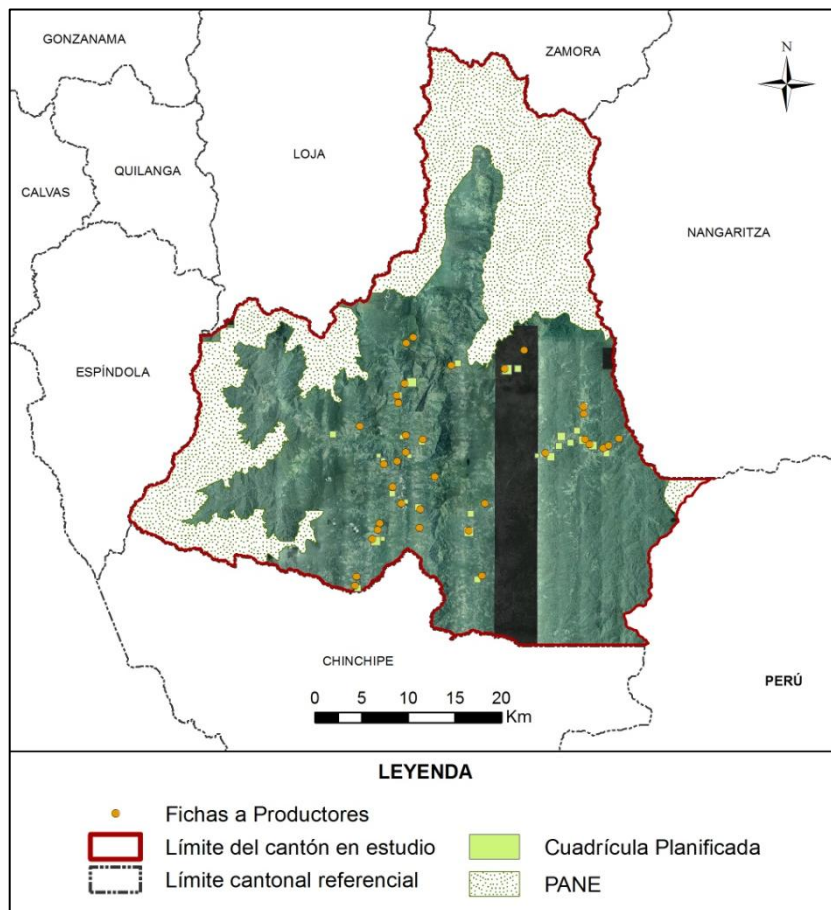 GONZANAMA
ZAMORA
N
LOJA
QUILANGA
CALVAS
NANGARITZA
ESPÍNDOLA
CHINCHIPE
PERÚ
0 5 10 15 20
Km
LEYENDA
Fichas a Productores
Límite del cantón en estudio
Cuadrícula Planificada
Límite cantonal referencial
PANE